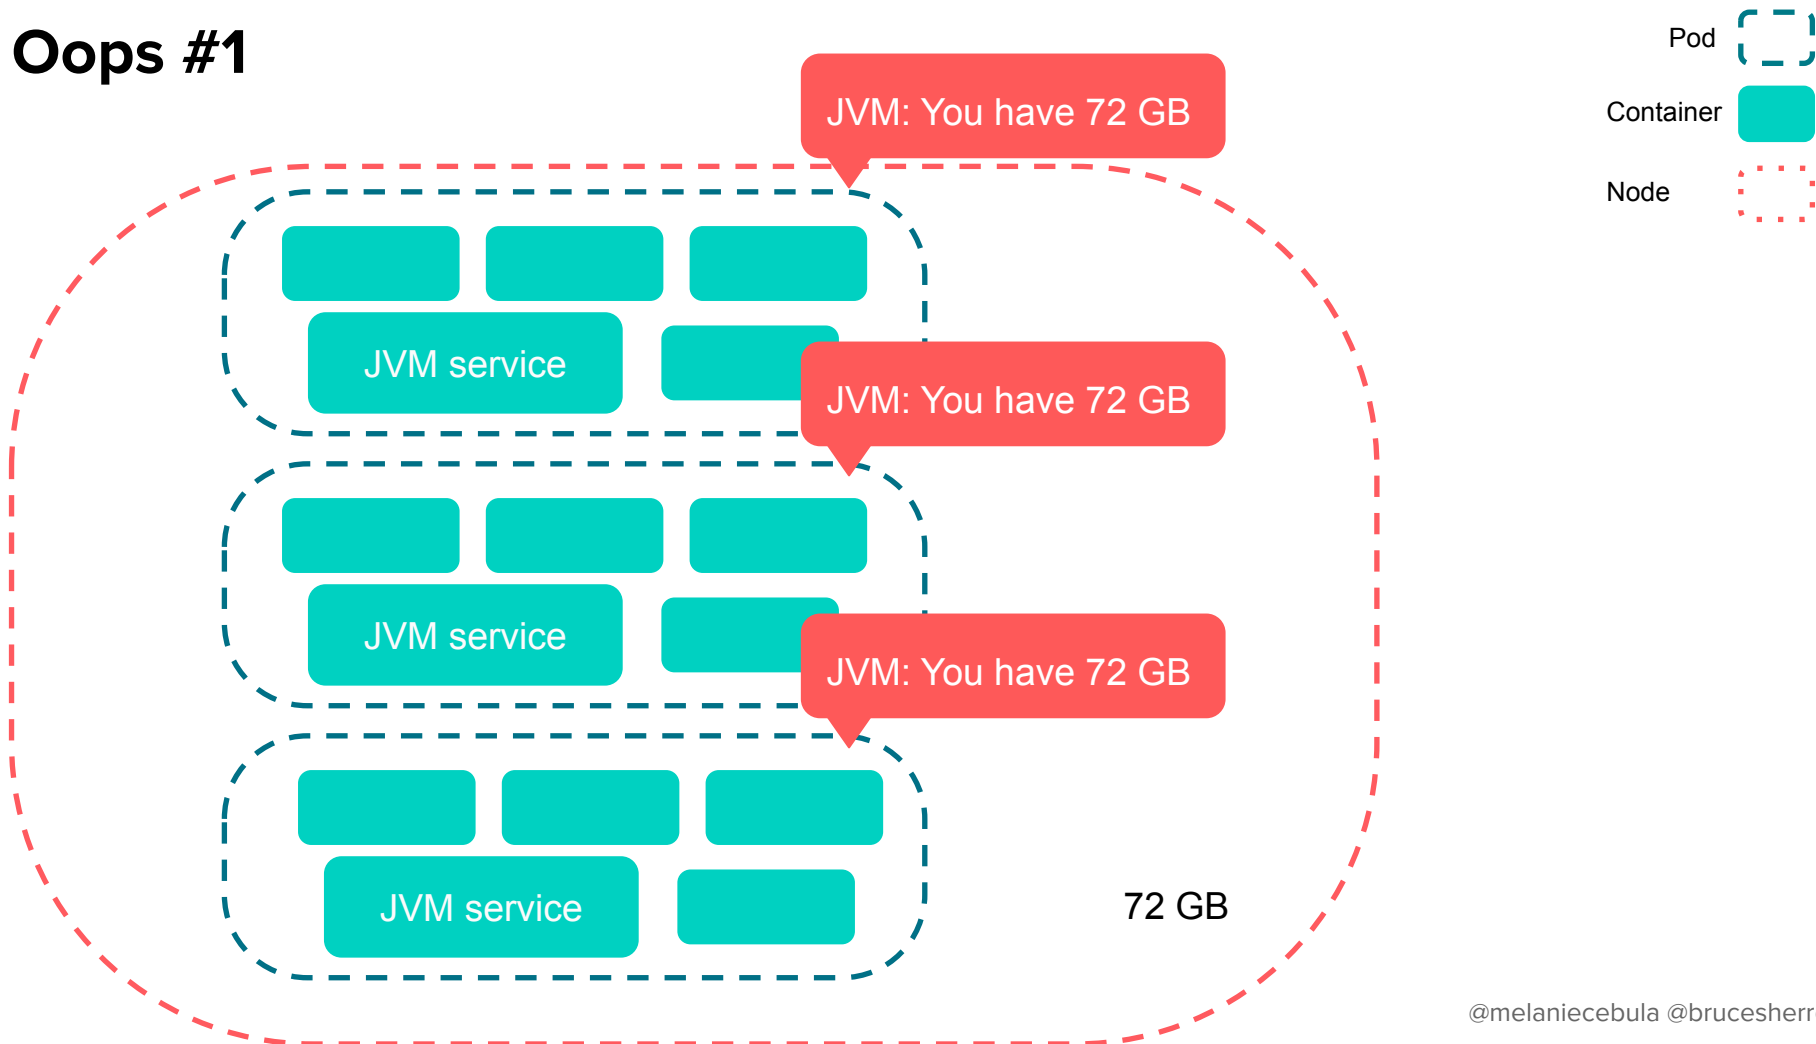 Oops #1
Pod
Container
Node
JVM: You have 72 GB
JVM service
JVM: You have 72 GB
JVM service
JVM: You have 72 GB
JVM service
72 GB
@melaniecebula